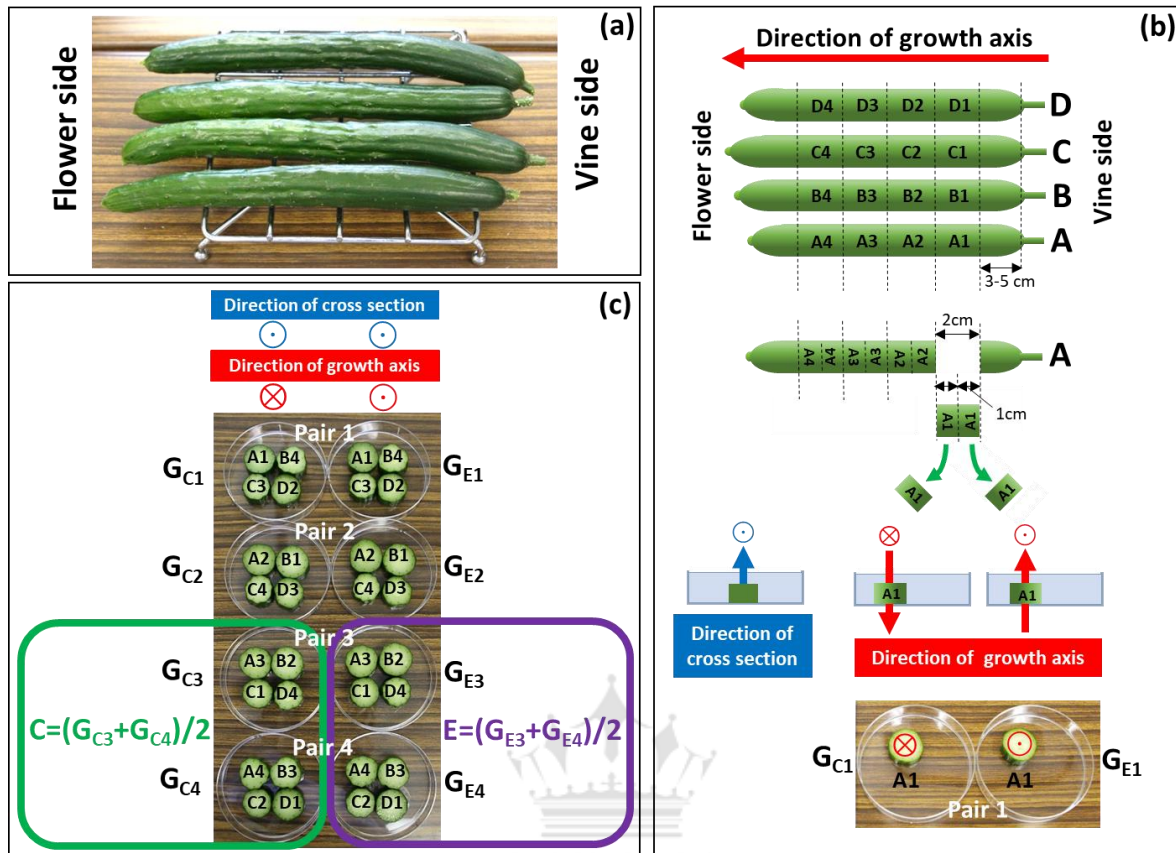 (a)
Flower side
Vine side
(b)
Direction of growth axis
D4 D3 D2 D1 D
C4 C3 C2 C1 C
B4 B3 B2 B1 B
A4 A3 A2 A1 A
Flower side
Vine side
3-5 cm
2cm
A4 A4 A3 A3 A2 A2 A
1cm
A1 A1
A1 A1
A1 A1
Direction of
cross section
Direction of growth axis
GC1 A1 A1 GE1
Pair 1
(c)
Direction of cross section
Direction of growth axis
Pair 1
A1 B4 A1 B4
GC1 GE1
C3 D2 C3 D2
Pair 2
A2 B1 A2 B1
GC2 GE2
C4 D3 C4 D3
Pair 3
A3 B2 A3 B2
GC3 GE3
C1 D4 C1 D4
C=(GC3+GC4)/2 E=(GE3+GE4)/2
Pair 4
A4 B3 A4 B3
GC4 GE4
C2 D1 C2 D1